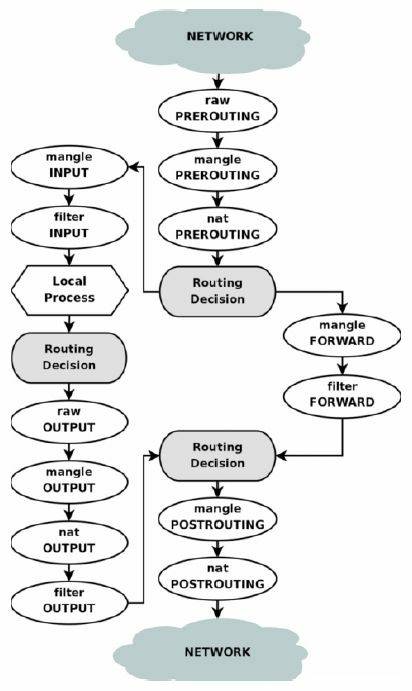 NETWORK
raw
PREROUTING
mangle
PREROUTING
nat
PREROUTING
Routing
Decision
mangle
INPUT
filter
INPUT
Local
Process
Routing
Decision
raw
OUTPUT
mangle
OUTPUT
nat
OUTPUT
filter
OUTPUT
mangle
FORWARD
filter
FORWARD
Routing
Decision
mangle
POSTROUTING
nat
POSTROUTING
NETWORK